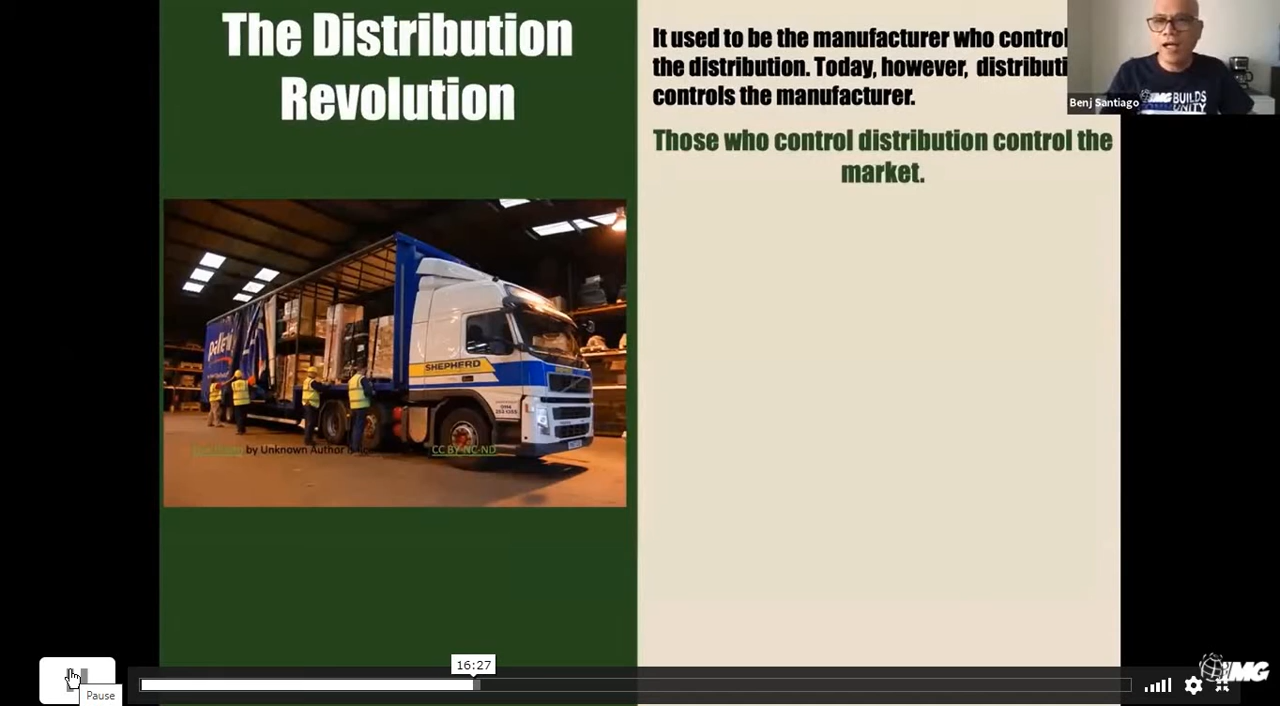 The Distribution
Revolution
It used to be the manufacturer who control
the distribution. Today, however, distributi
controls the manufacturer.
Those who control distribution control the
market.
Benj Santiago
IMG BUILDS
SHEPHERD
by Unknown Author
CC BY-NC-ND
16:27
Pause
IMG